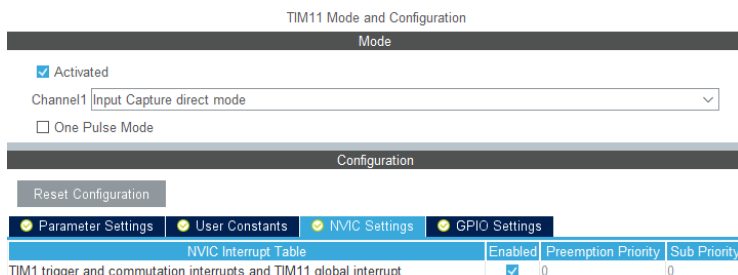 TIM11 Mode and Configuration
Mode
Activated
Channel1 Input Capture direct mode
One Pulse Mode
Configuration
Reset Configuration
Parameter Settings User Constants NVIC Settings GPIO Settings
NVIC Interrupt Table Enabled Preemption Priority Sub Priority
TIM1 trigger and commutation interrupts and TIM11 global interrupt 0 0